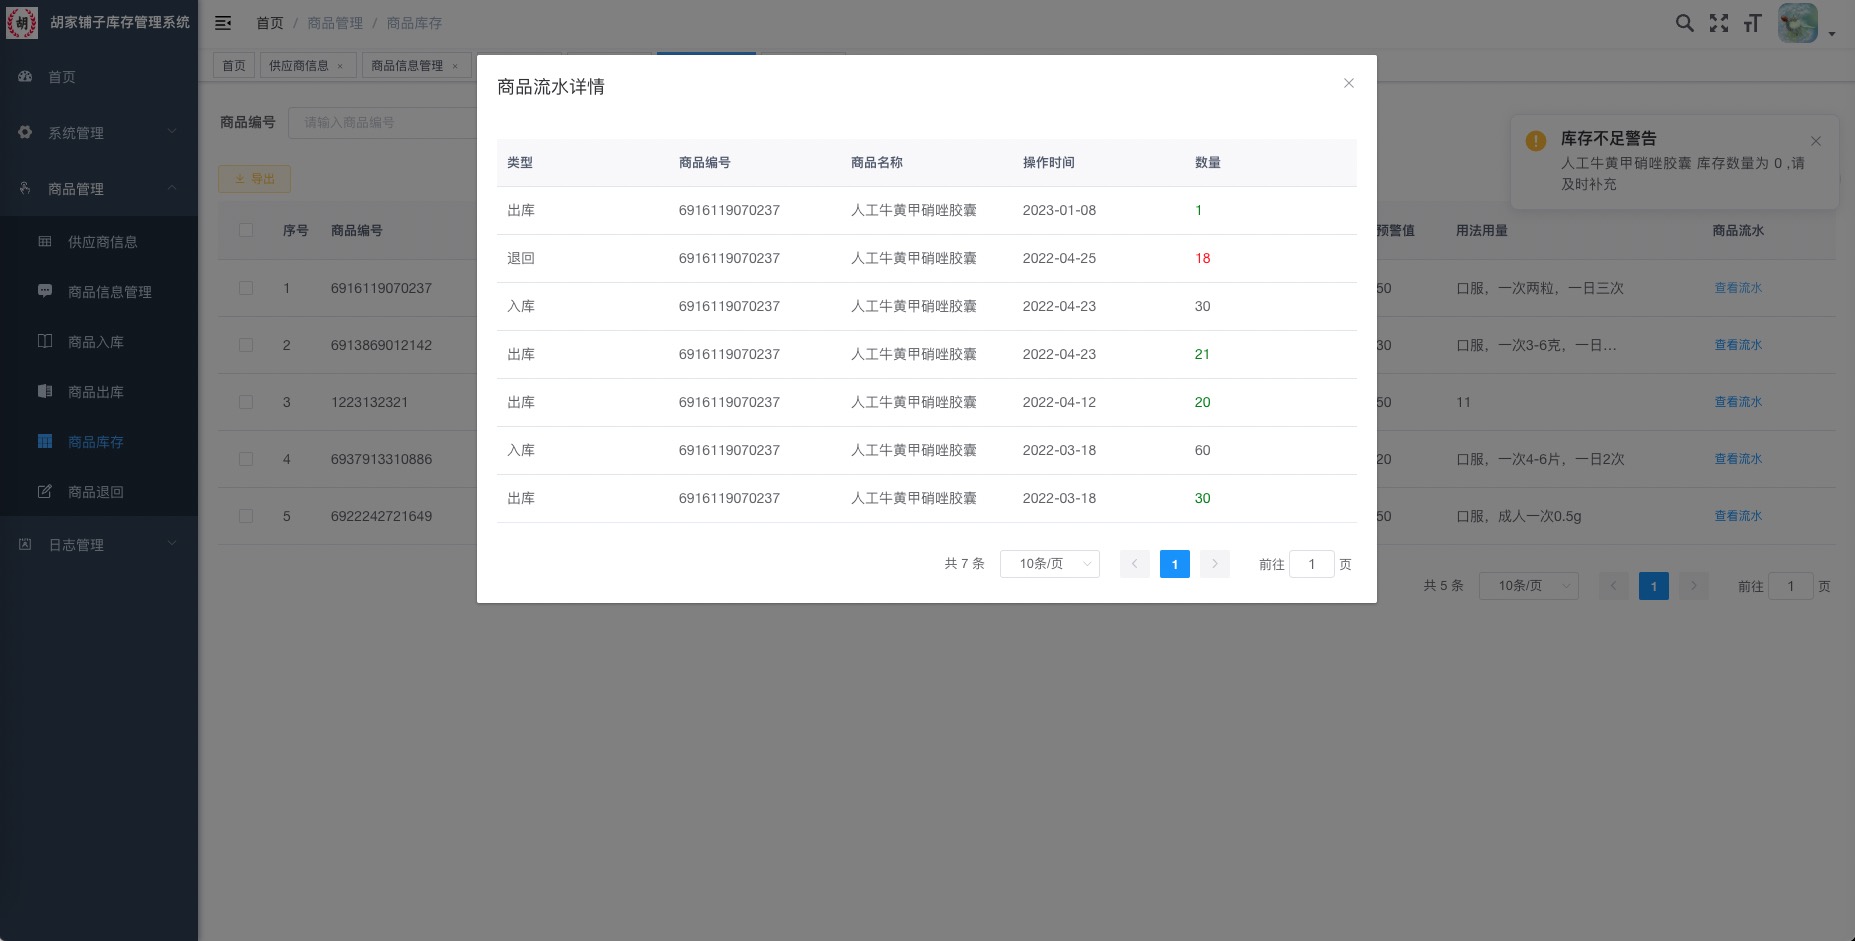 胡 胡家铺子库存管理系统
首页 / 商品管理 / 商品库存
首页 供应商信息 × 商品信息管理 ×
首页
系统管理
商品管理
供应商信息
商品信息管理
商品入库
商品出库
商品库存
商品退回
日志管理
商品编号 请输入商品编号
导出
序号 商品编号 预警值 用法用量 商品流水
1 6916119070237 50 口服，一次两粒，一日三次 查看流水
2 6913869012142 30 口服，一次3-6克，一日... 查看流水
3 1223132321 50 11 查看流水
4 6937913310886 20 口服，一次4-6片，一日2次 查看流水
5 6922242721649 50 口服，成人一次0.5g 查看流水
共 5 条 10条/页 1 前往 1 页
商品流水详情
类型 商品编号 商品名称 操作时间 数量
出库 6916119070237 人工牛黄甲硝唑胶囊 2023-01-08 1
退回 6916119070237 人工牛黄甲硝唑胶囊 2022-04-25 18
入库 6916119070237 人工牛黄甲硝唑胶囊 2022-04-23 30
出库 6916119070237 人工牛黄甲硝唑胶囊 2022-04-23 21
出库 6916119070237 人工牛黄甲硝唑胶囊 2022-04-12 20
入库 6916119070237 人工牛黄甲硝唑胶囊 2022-03-18 60
出库 6916119070237 人工牛黄甲硝唑胶囊 2022-03-18 30
共 7 条 10条/页 1 前往 1 页
库存不足警告
人工牛黄甲硝唑胶囊 库存数量为 0 ,请
及时补充